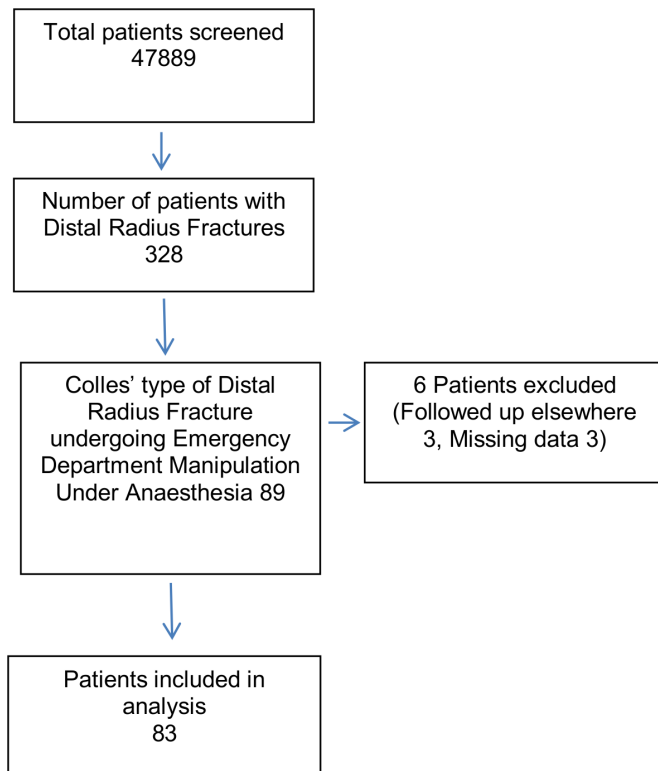 Total patients screened
47889
Number of patients with
Distal Radius Fractures
328
Colles’ type of Distal
Radius Fracture
undergoing Emergency
Department Manipulation
Under Anaesthesia 89
6 Patients excluded
(Followed up elsewhere
3, Missing data 3)
Patients included in
analysis
83